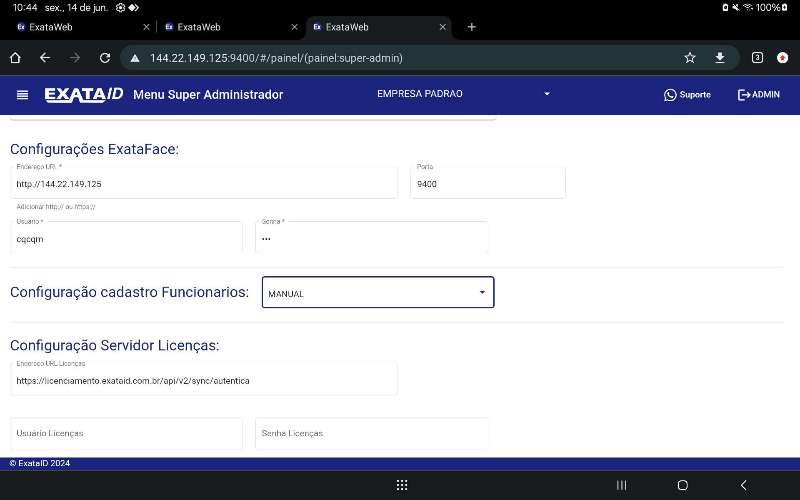 10:44 sex., 14 de jun. 100%
ExataWeb ExataWeb ExataWeb
144.22.149.125:9400/#/painel/(painel:super-admin) 3
EXATAID Menu Super Administrador EMPRESA PADRAO Suporte ADMIN
Configurações ExataFace:
Endereço URL * Porta
http://144.22.149.125 9400
Adicionar http:// ou https://
Usuário * Senha *
cqcqm •••
Configuração cadastro Funcionarios: MANUAL
Configuração Servidor Licenças:
Endereco URL Licenças
https://licenciamento.exataid.com.br/api/v2/sync/autentica
Usuário Licenças Senha Licenças
© ExataID 2024